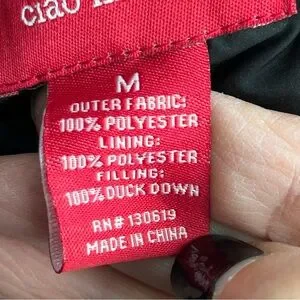 ciao
M
OUTER FABRIC:
100% POLYESTER
LINING:
100% POLYESTER
FILLING:
100% DUCK DOWN
RN# 130619
MADE IN CHINA